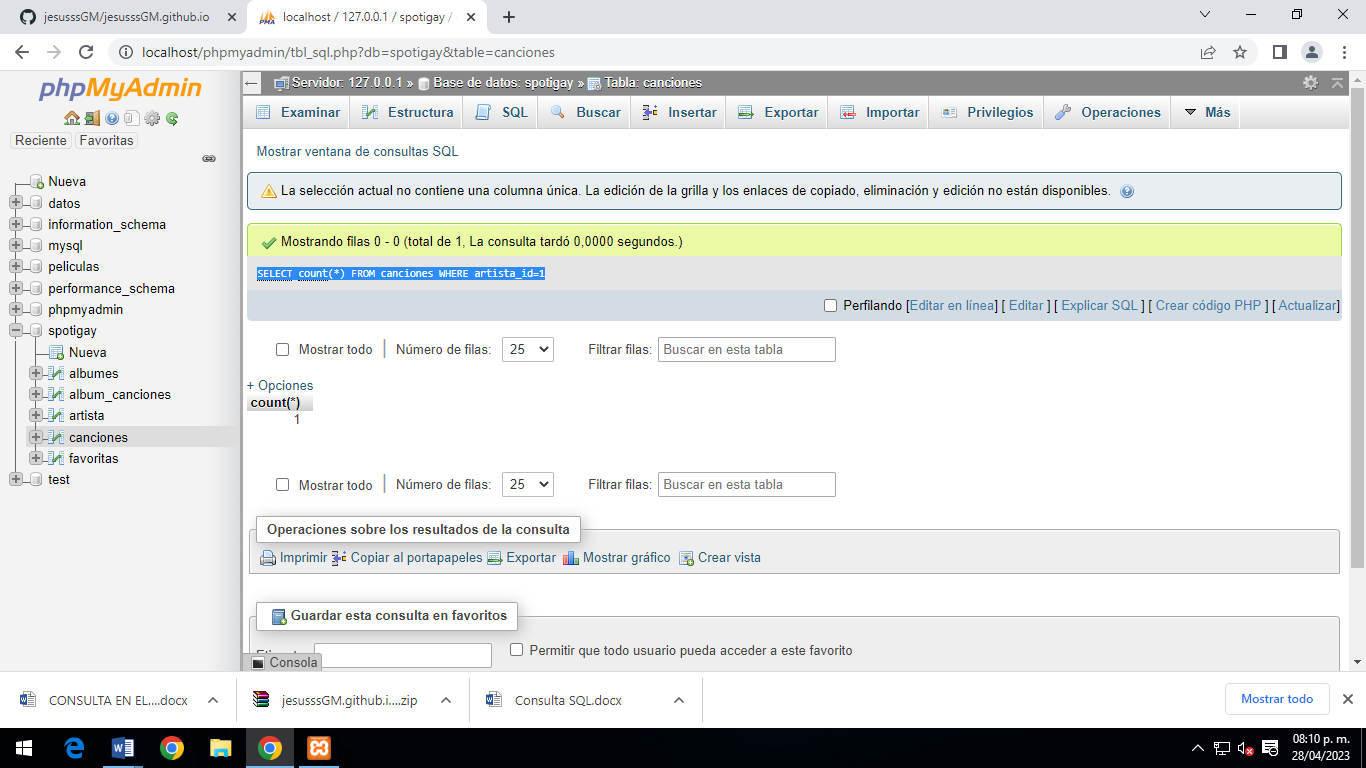 jesusssGM/jesusssGM.github.io
localhost / 127.0.0.1 / spotigay /
localhost/phpmyadmin/tbl_sql.php?db=spotigay&table=canciones
phpMyAdmin
Reciente
Favoritas
Nueva
datos
information_schema
mysql
peliculas
performance_schema
phpmyadmin
spotigay
Nueva
albumes
album_canciones
artista
canciones
favoritas
test
Servidor: 127.0.0.1 » Base de datos: spotigay » Tabla: canciones
Examinar Estructura SQL Buscar Insertar Exportar Importar Privilegios Operaciones Más
Mostrar ventana de consultas SQL
La selección actual no contiene una columna única. La edición de la grilla y los enlaces de copiado, eliminación y edición no están disponibles.
Mostrando filas 0 - 0 (total de 1, La consulta tardó 0,0000 segundos.)
SELECT count(*) FROM canciones WHERE artista_id=1
Perfilando [Editar en línea] [ Editar ] [ Explicar SQL ] [ Crear código PHP ] [ Actualizar]
Mostrar todo | Número de filas: 25 Filtrar filas: Buscar en esta tabla
+ Opciones
count(*)
1
Mostrar todo | Número de filas: 25 Filtrar filas: Buscar en esta tabla
Operaciones sobre los resultados de la consulta
Imprimir Copiar al portapapeles Exportar Mostrar gráfico Crear vista
Guardar esta consulta en favoritos
Permitir que todo usuario pueda acceder a este favorito
Consola
CONSULTA EN EL....docx
jesusssGM.github.i....zip
Consulta SQL.docx
Mostrar todo
08:10 p. m.
28/04/2023